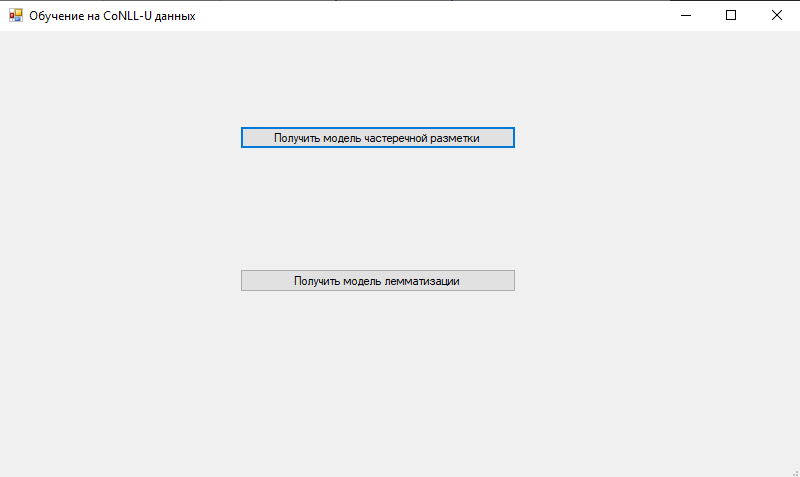 Обучение на CoNLL-U данных
Получить модель частеречной разметки
Получить модель лемматизации